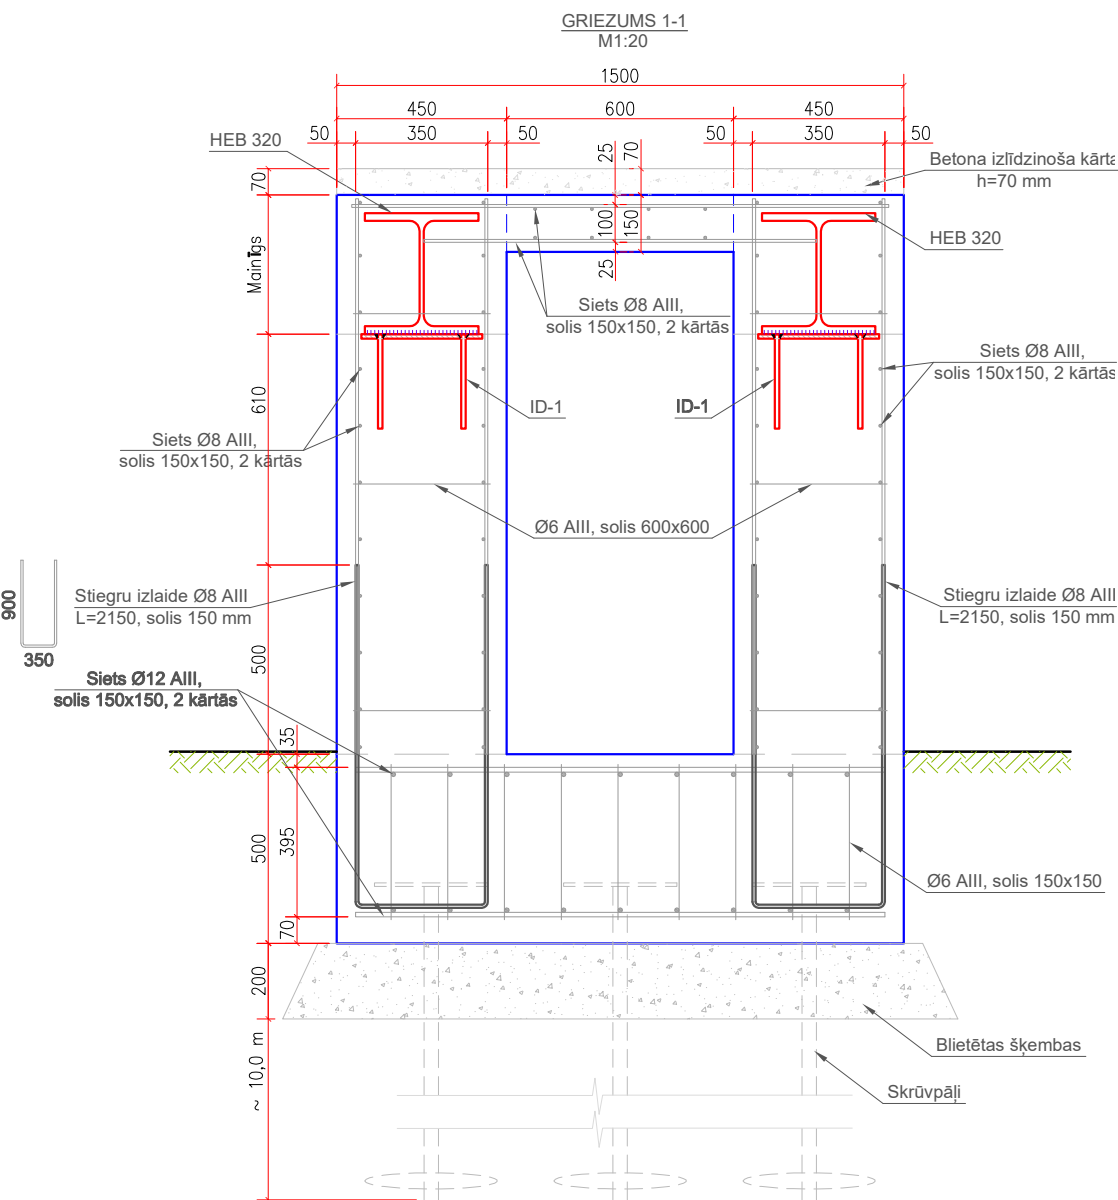 GRIEZUMS 1-1
M1:20
1500
450
600
450
50
350
50
50
350
50
HEB 320
25
70
Betona izlīdzinoša kārta
h=70 mm
70
100
150
HEB 320
Mainīgs
25
Siets Ø8 AIII,
solis 150x150, 2 kārtās
Siets Ø8 AIII,
solis 150x150, 2 kārtās
610
ID-1
ID-1
Siets Ø8 AIII,
solis 150x150, 2 kārtās
Ø6 AIII, solis 600x600
900
350
Stiegru izlaide Ø8 AIII
L=2150, solis 150 mm
Stiegru izlaide Ø8 AIII
L=2150, solis 150 mm
500
Siets Ø12 AIII,
solis 150x150, 2 kārtās
35
500
395
Ø6 AIII, solis 150x150
70
200
Blietētas šķembas
~ 10,0 m
Skrūvpāļi